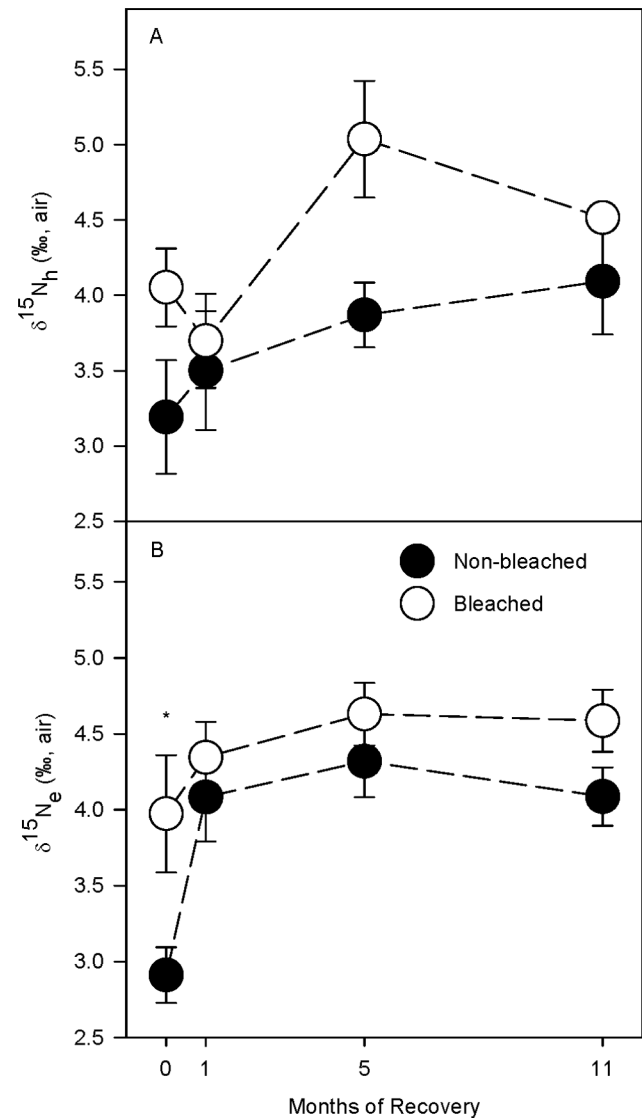 A
5.5
5.0
4.5
4.0
3.5
3.0
2.5
δ15Nh (‰, air)
B
Non-bleached
Bleached
5.5
5.0
4.5
4.0
3.5
3.0
2.5
*
δ15Ne (‰, air)
0 1 5 11
Months of Recovery